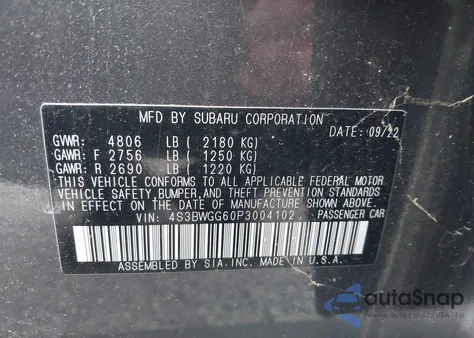 MFD BY SUBARU CORPORATION
DATE: 09/22
GVWR: 4806 LB ( 2180 KG)
GAWR: F 2756 LB ( 1250 KG)
GAWR: R 2690 LB ( 1220 KG)
THIS VEHICLE CONFORMS TO ALL APPLICABLE FEDERAL MOTOR
VEHICLE SAFETY, BUMPER, AND THEFT PREVENTION STANDARDS
IN EFFECT ON THE DATE OF MANUFACTURE SHOWN ABOVE.
VIN: 4S3BWGG60P3004102 PASSENGER CAR
ASSEMBLED BY SIA, INC. MADE IN U.S.A.
autoSnap